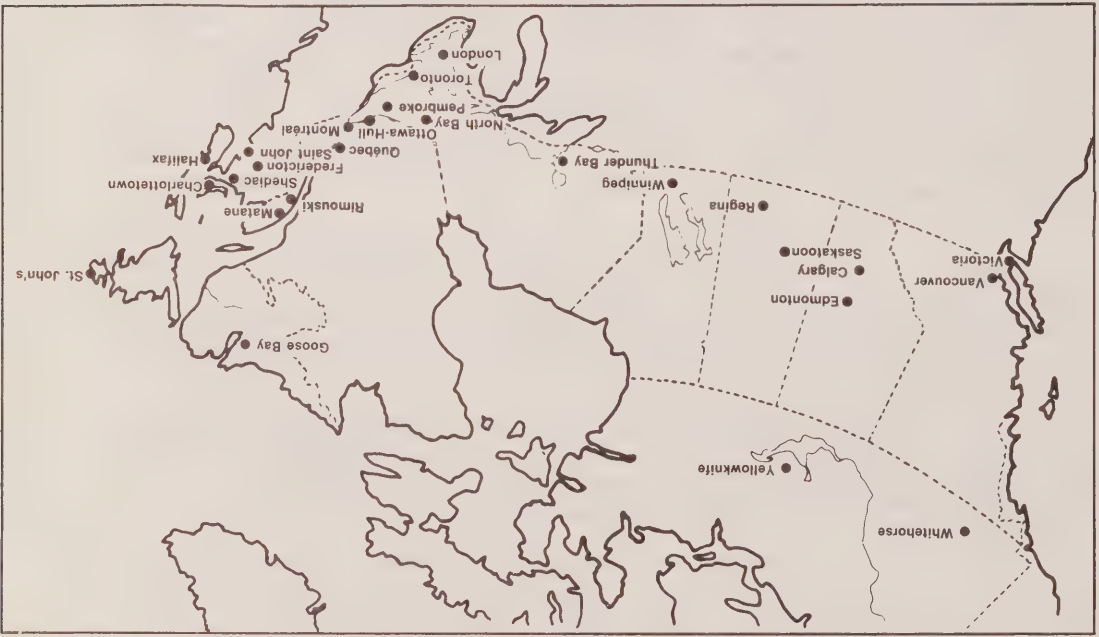 Whitehorse
Yellowknife
Edmonton
Calgary
Saskatoon
Vancouver
Victoria
Regina
Winnipeg
Thunder Bay
Goose Bay
St. John's
Matane
Rimouski
Charlottetown
Shediac
Fredericton
Halifax
Saint John
Québec
Montréal
Ottawa-Hull
North Bay
Pembroke
Toronto
London